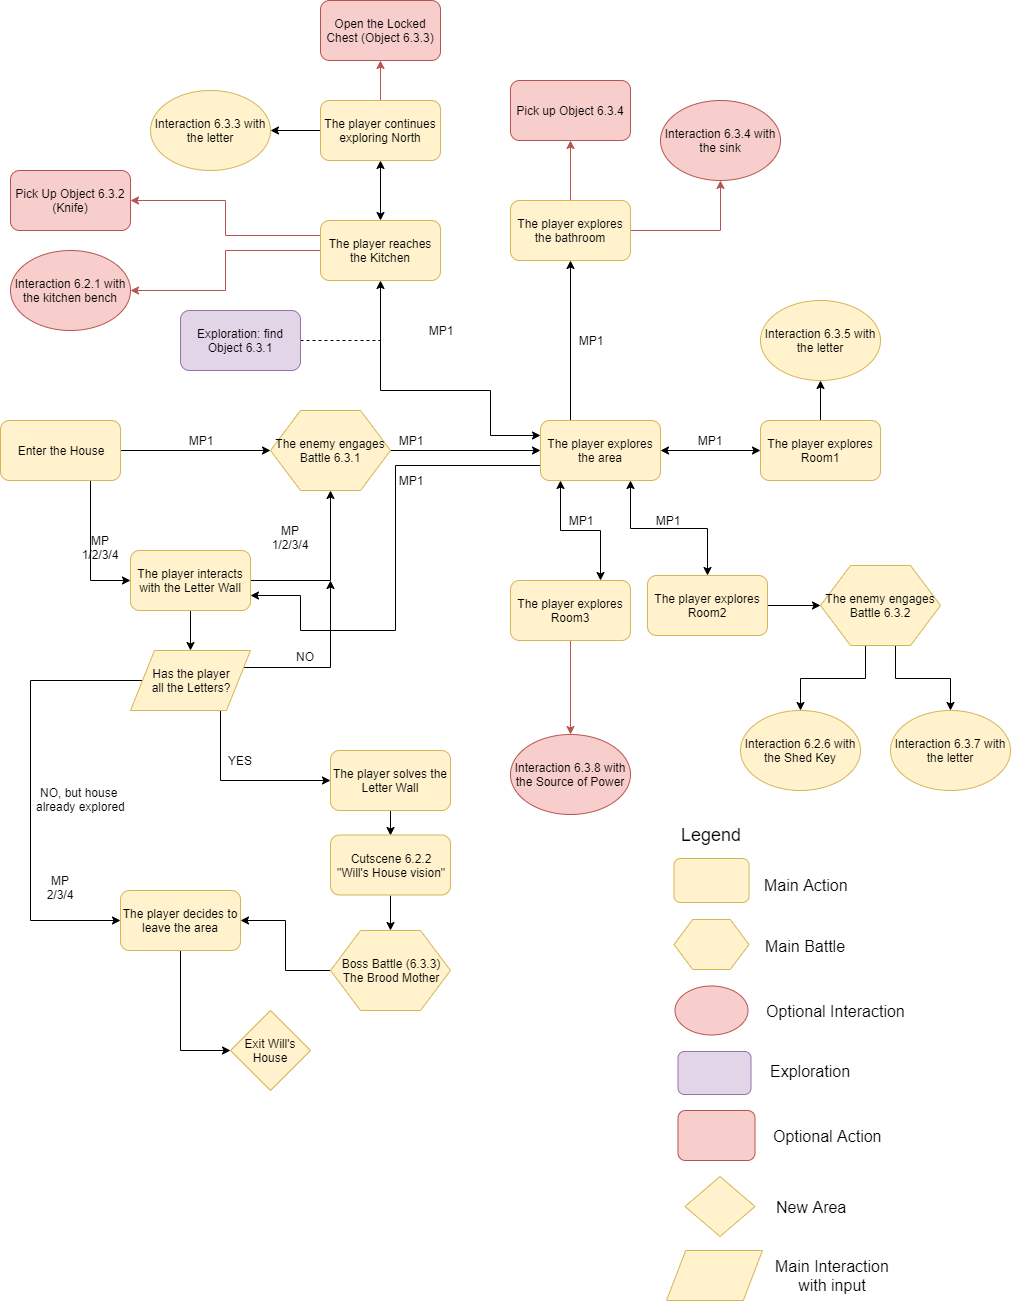 Open the Locked
Chest (Object 6.3.3)
The player continues
exploring North
Interaction 6.3.3 with
the letter
Pick up Object 6.3.4
Interaction 6.3.4 with
the sink
Pick Up Object 6.3.2
(Knife)
The player explores
the bathroom
The player reaches
the Kitchen
Interaction 6.2.1 with
the kitchen bench
Exploration: find
Object 6.3.1
MP1
MP1
Interaction 6.3.5 with
the letter
Enter the House
MP1
The enemy engages
Battle 6.3.1
MP1
The player explores
the area
MP1
The player explores
Room1
MP1
MP
1/2/3/4
MP
1/2/3/4
MP1
MP1
The player interacts
with the Letter Wall
The player explores
Room3
The player explores
Room2
The enemy engages
Battle 6.3.2
NO
Has the player
all the Letters?
YES
Interaction 6.2.6 with
the Shed Key
Interaction 6.3.7 with
the letter
The player solves the
Letter Wall
Interaction 6.3.8 with
the Source of Power
NO, but house
already explored
Cutscene 6.2.2
"Will's House vision"
MP
2/3/4
The player decides to
leave the area
Boss Battle (6.3.3)
The Brood Mother
Exit Will's
House
Legend
Main Action
Main Battle
Optional Interaction
Exploration
Optional Action
New Area
Main Interaction
with input